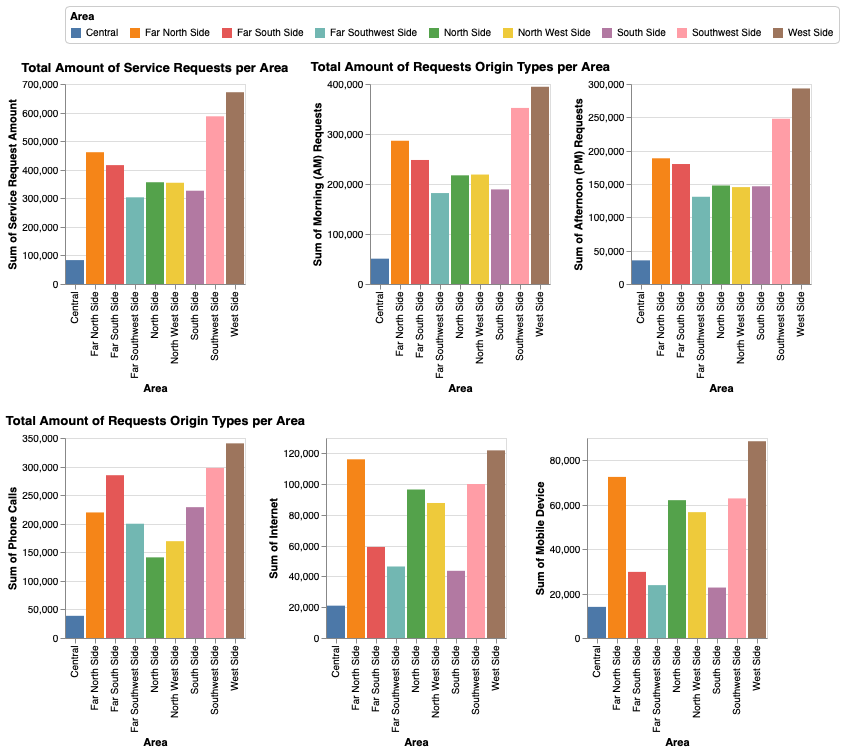 Area
Central Far North Side Far South Side Far Southwest Side North Side North West Side South Side Southwest Side West Side
Total Amount of Service Requests per Area
Sum of Service Request Amount
700,000
600,000
500,000
400,000
300,000
200,000
100,000
0
Central
Far North Side
Far South Side
Far Southwest Side
North Side
North West Side
South Side
Southwest Side
West Side
Area
Total Amount of Requests Origin Types per Area
Sum of Morning (AM) Requests
400,000
300,000
200,000
100,000
0
Central
Far North Side
Far South Side
Far Southwest Side
North Side
North West Side
South Side
Southwest Side
West Side
Area
Sum of Afternoon (PM) Requests
300,000
250,000
200,000
150,000
100,000
50,000
0
Central
Far North Side
Far South Side
Far Southwest Side
North Side
North West Side
South Side
Southwest Side
West Side
Area
Total Amount of Requests Origin Types per Area
Sum of Phone Calls
350,000
300,000
250,000
200,000
150,000
100,000
50,000
0
Central
Far North Side
Far South Side
Far Southwest Side
North Side
North West Side
South Side
Southwest Side
West Side
Area
Sum of Internet
120,000
100,000
80,000
60,000
40,000
20,000
0
Central
Far North Side
Far South Side
Far Southwest Side
North Side
North West Side
South Side
Southwest Side
West Side
Area
Sum of Mobile Device
80,000
60,000
40,000
20,000
0
Central
Far North Side
Far South Side
Far Southwest Side
North Side
North West Side
South Side
Southwest Side
West Side
Area